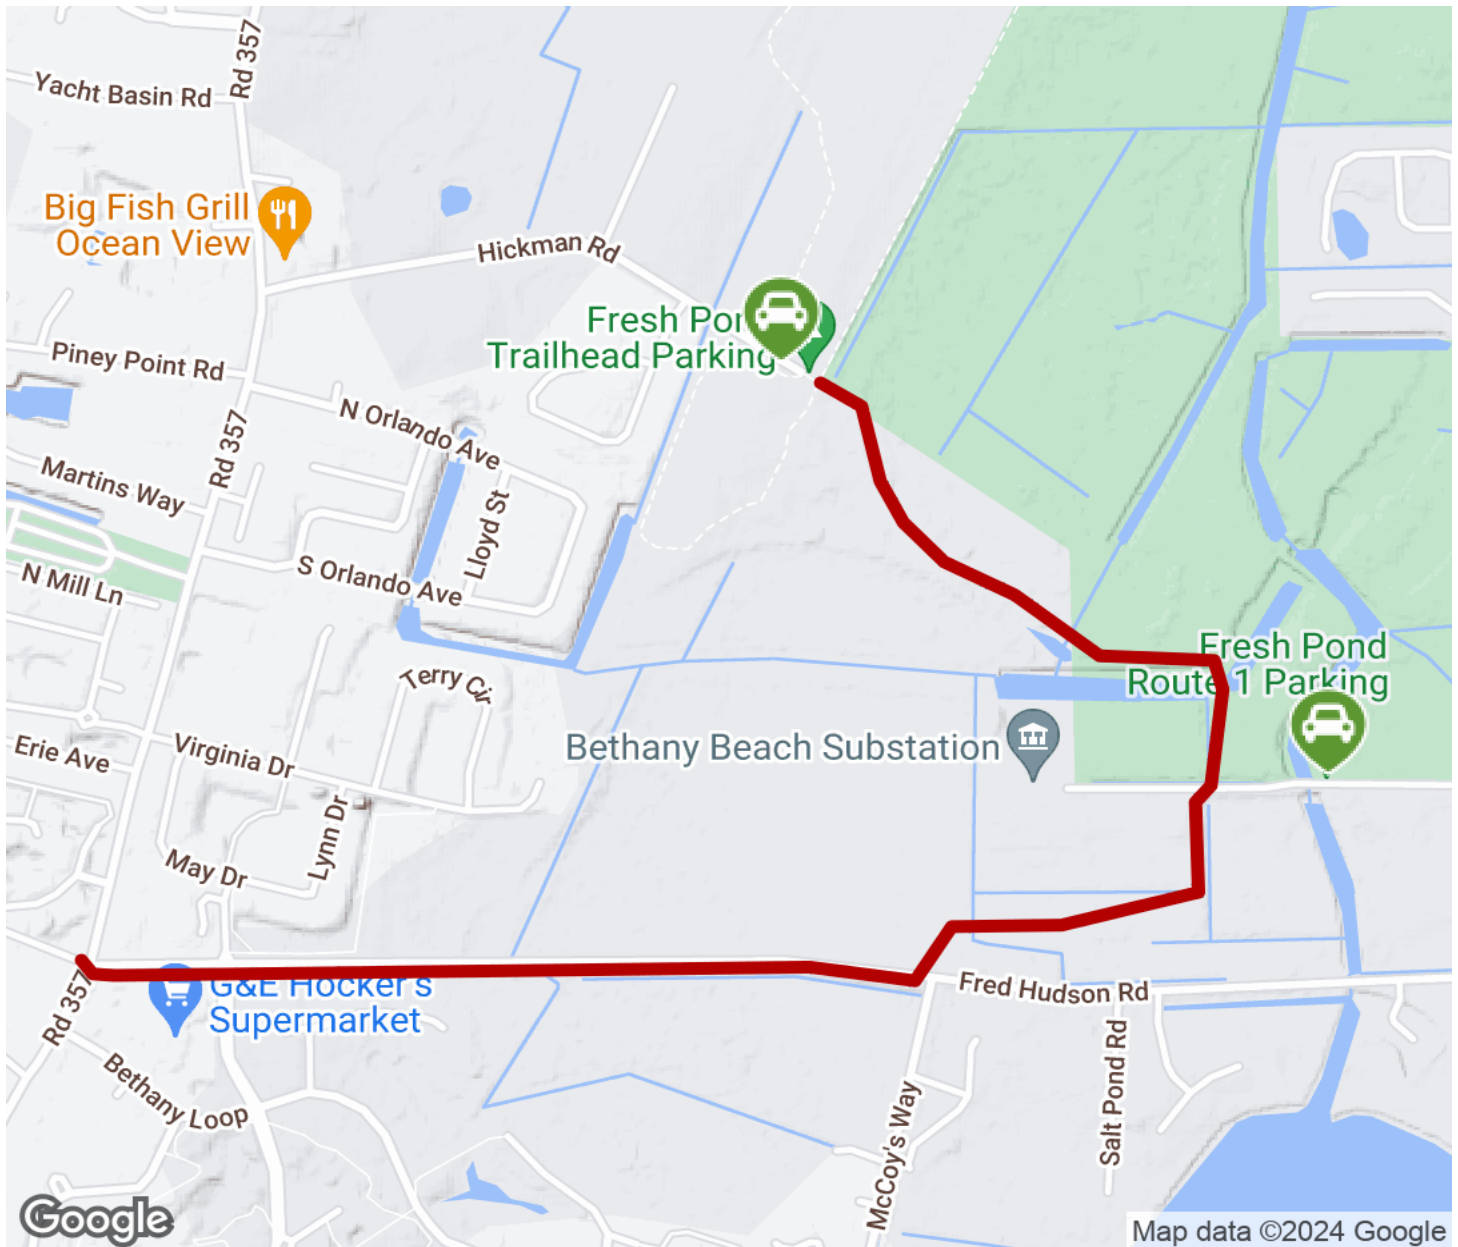 Rd 357
Yacht Basin Rd
Big Fish Grill
Ocean View
Hickman Rd
Fresh Pon
Trailhead Parking
Piney Point Rd
N Orlando Ave
Rd 357
Martins Way
Lloyd St
N Mill Ln
S Orlando Ave
Fresh Pond
Route 1 Parking
Terry Cir
Erie Ave
Virginia Dr
Bethany Beach Substation
Lynn Dr
May Dr
Rd 357
G&E Hocker's
Supermarket
Fred Hudson Rd
Bethany Loop
McCoy's Way
Salt Pond Rd
Google
Map data ©2024 Google